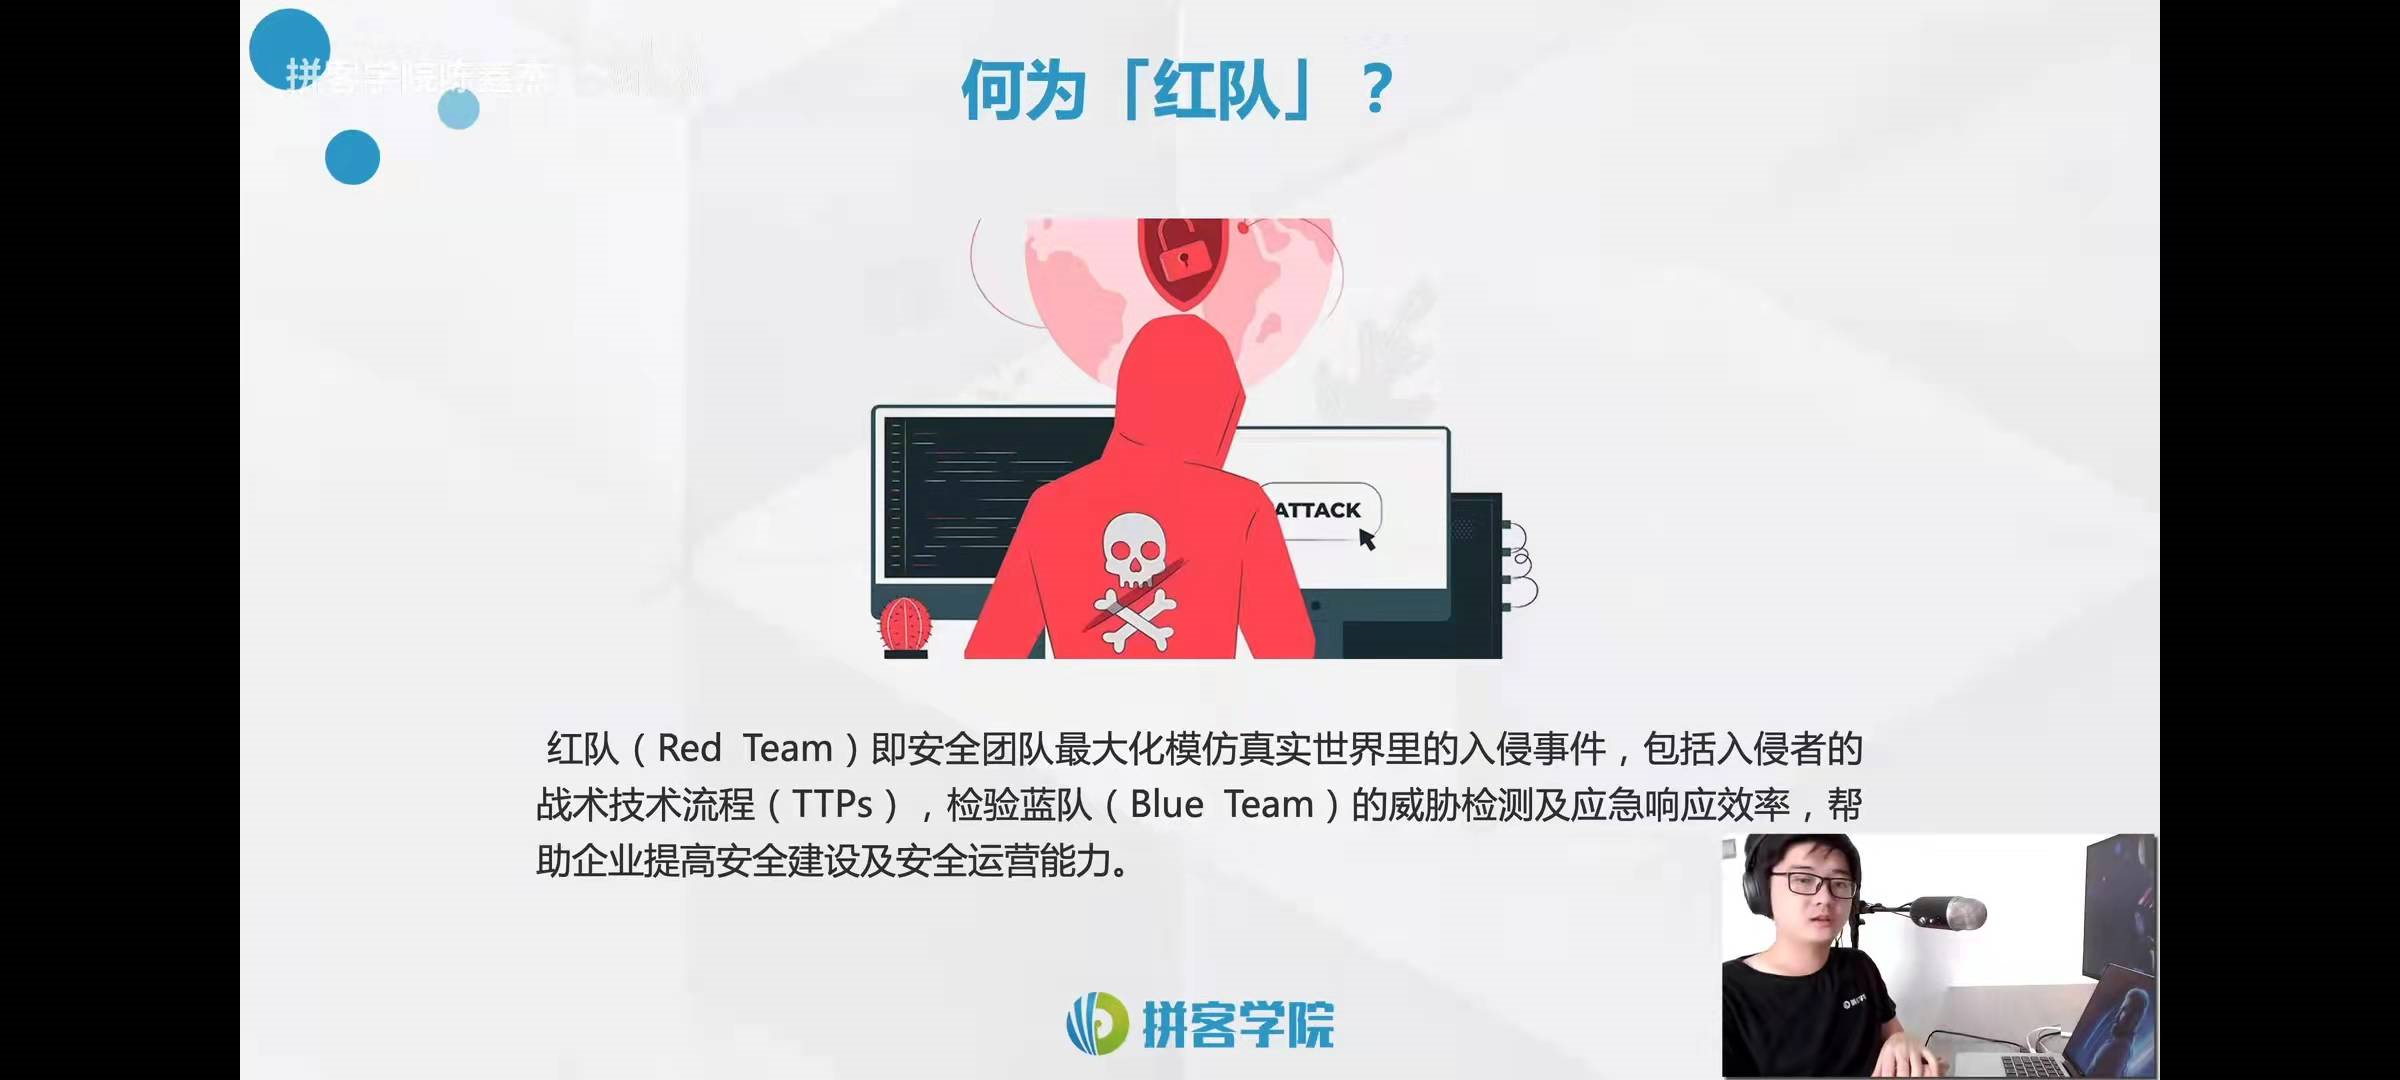 拼客学院陈鑫杰
何为「红队」？
ATTACK
红队（Red Team）即安全团队最大化模仿真实世界里的入侵事件，包括入侵者的
战术技术流程（TTPs），检验蓝队（Blue Team）的威胁检测及应急响应效率，帮
助企业提高安全建设及安全运营能力。
拼客学院